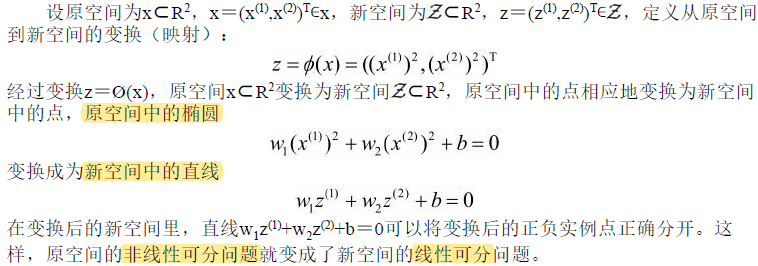 设原空间为x⊂R²，x＝(x⁽¹⁾,x⁽²⁾)ᵀ∈x，新空间为𝒵⊂R²，z＝(z⁽¹⁾,z⁽²⁾)ᵀ∈𝒵，定义从原空间
到新空间的变换（映射）：
z = ϕ(x) = ((x⁽¹⁾)², (x⁽²⁾)²)ᵀ
经过变换z＝Ø(x)，原空间x⊂R²变换为新空间𝒵⊂R²，原空间中的点相应地变换为新空间
中的点，原空间中的椭圆
w₁(x⁽¹⁾)² + w₂(x⁽²⁾)² + b = 0
变换成为新空间中的直线
w₁z⁽¹⁾ + w₂z⁽²⁾ + b = 0
在变换后的新空间里，直线w₁z⁽¹⁾+w₂z⁽²⁾+b＝0可以将变换后的正负实例点正确分开。这
样，原空间的非线性可分问题就变成了新空间的线性可分问题。